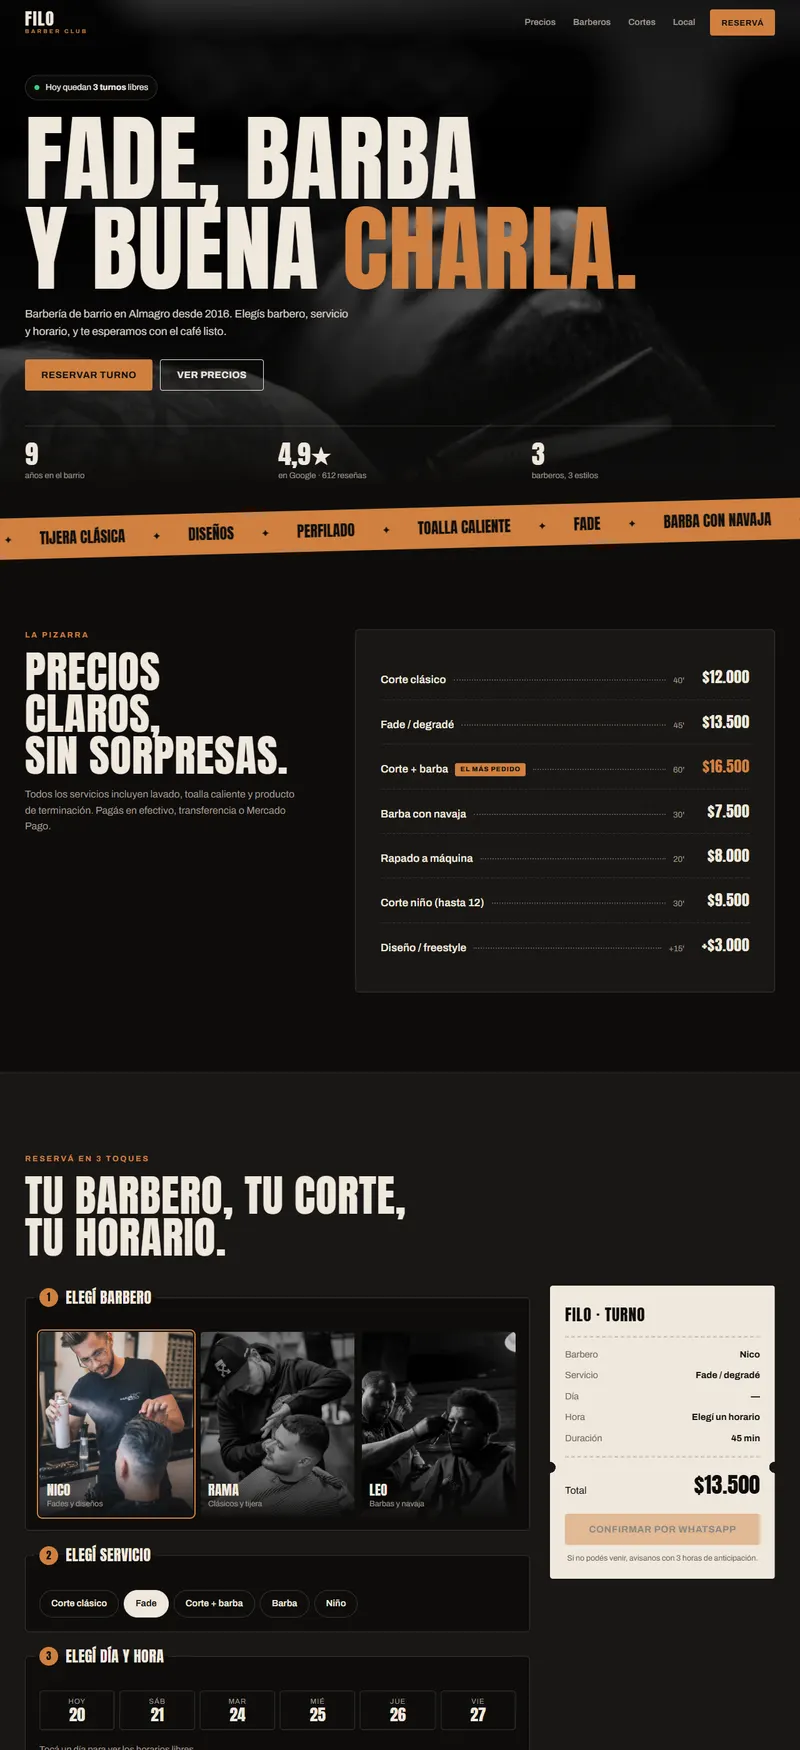 FILO
BARBER CLUB
Precios
Barberos
Cortes
Local
RESERVÁ
Hoy quedan 3 turnos libres
FADE, BARBA
Y BUENA CHARLA.
Barbería de barrio en Almagro desde 2016. Elegís barbero, servicio
y horario, y te esperamos con el café listo.
RESERVAR TURNO
VER PRECIOS
9
años en el barrio
4,9★
en Google · 612 reseñas
3
barberos, 3 estilos
✦ TIJERA CLÁSICA ✦ DISEÑOS ✦ PERFILADO ✦ TOALLA CALIENTE ✦ FADE ✦ BARBA CON NAVAJA
LA PIZARRA
PRECIOS
CLAROS,
SIN SORPRESAS.
Todos los servicios incluyen lavado, toalla caliente y producto
de terminación. Pagás en efectivo, transferencia o Mercado
Pago.
Corte clásico 40' $12.000
Fade / degradé 45' $13.500
Corte + barba EL MÁS PEDIDO 60' $16.500
Barba con navaja 30' $7.500
Rapado a máquina 20' $8.000
Corte niño (hasta 12) 30' $9.500
Diseño / freestyle +15' +$3.000
RESERVÁ EN 3 TOQUES
TU BARBERO, TU CORTE,
TU HORARIO.
1 ELEGÍ BARBERO
NICO
Fades y diseños
RAMA
Clásicos y tijera
LEO
Barbas y navaja
2 ELEGÍ SERVICIO
Corte clásico
Fade
Corte + barba
Barba
Niño
3 ELEGÍ DÍA Y HORA
HOY
20
SÁB
21
MAR
24
MIÉ
25
JUE
26
VIE
27
Tocá un día para ver los horarios libres.
FILO · TURNO
Barbero Nico
Servicio Fade / degradé
Día —
Hora Elegí un horario
Duración 45 min
Total $13.500
CONFIRMAR POR WHATSAPP
Si no podés venir, avisanos con 3 horas de anticipación.